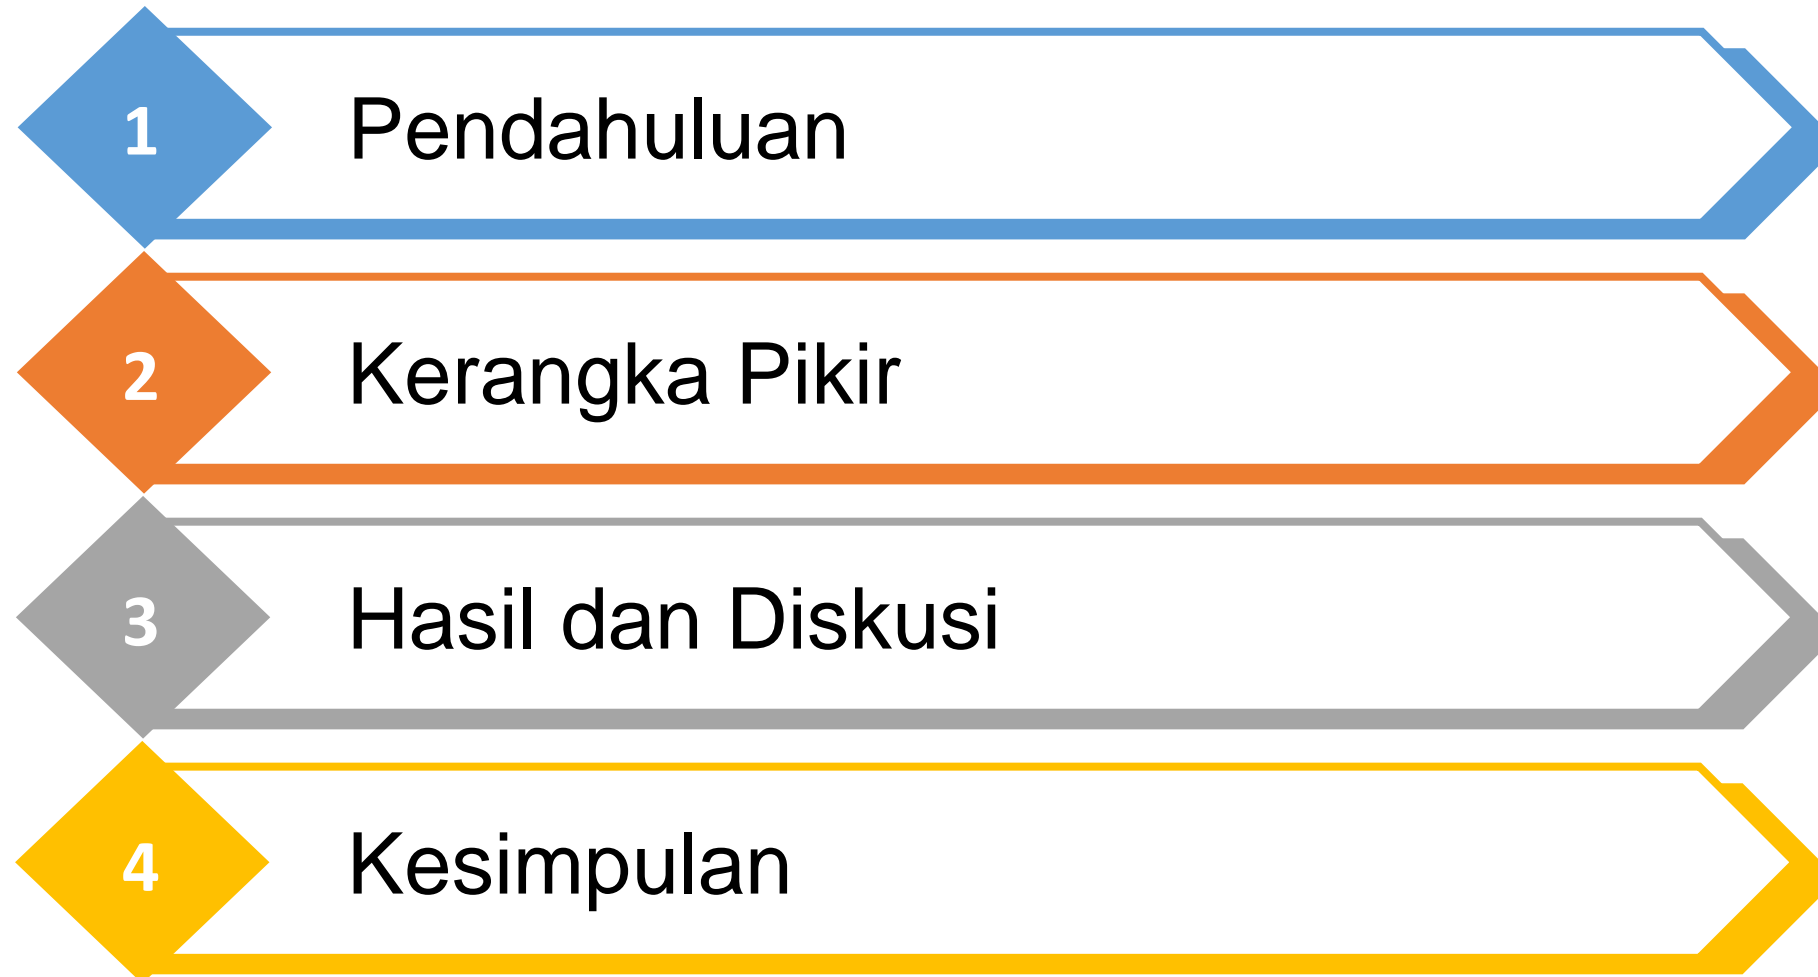 1 Pendahuluan
2 Kerangka Pikir
3 Hasil dan Diskusi
4 Kesimpulan